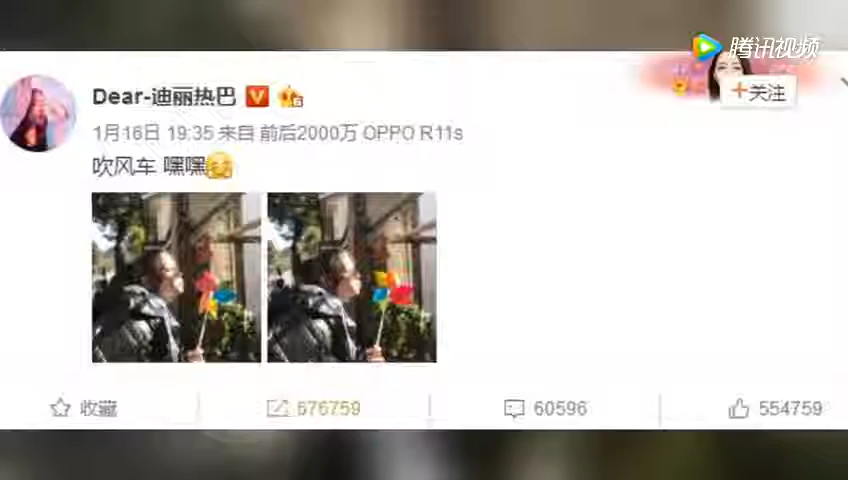 腾讯视频
Dear-迪丽热巴
+关注
1月16日 19:35 来自 前后2000万 OPPO R11s
吹风车 嘿嘿
收藏
676759
60596
554759